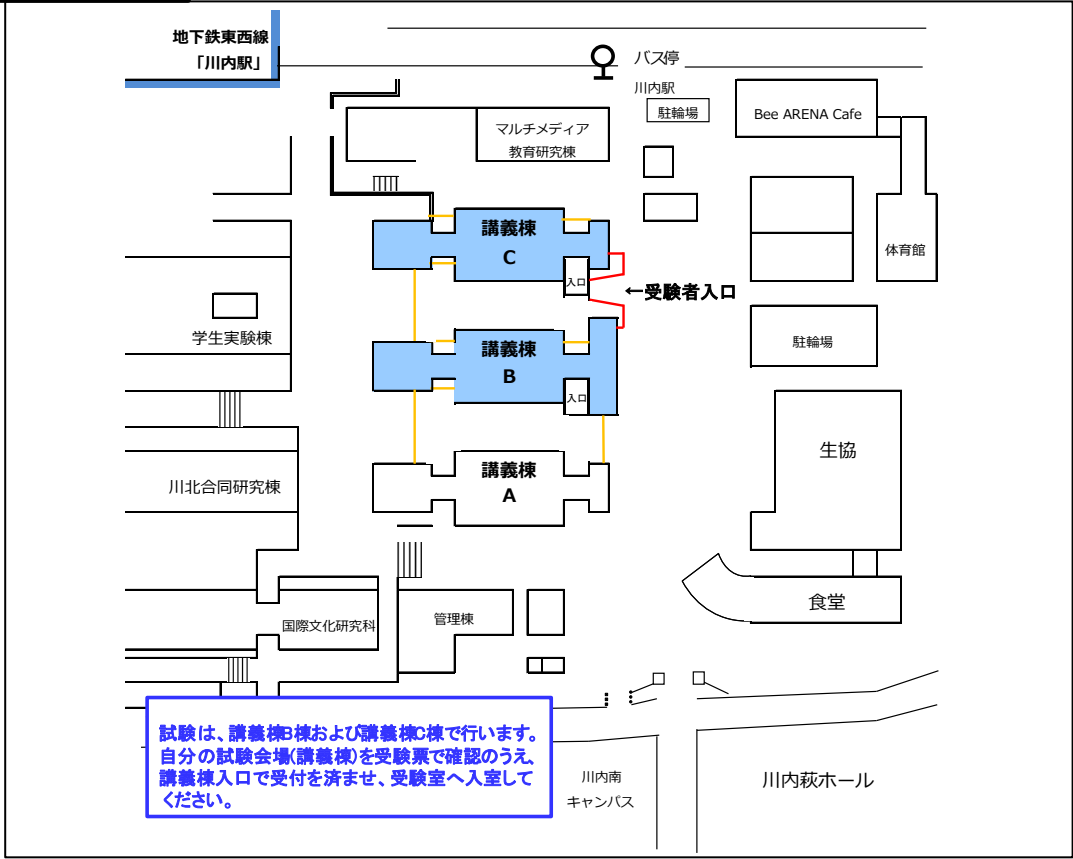 地下鉄東西線
「川内駅」
バス停
川内駅
駐輪場
Bee ARENA Cafe
マルチメディア
教育研究棟
講義棟
C
入口
←受験者入口
体育館
学生実験棟
講義棟
B
入口
駐輪場
講義棟
A
生協
川北合同研究棟
食堂
国際文化研究科
管理棟
試験は、講義棟B棟および講義棟C棟で行います。
自分の試験会場(講義棟)を受験票で確認のうえ、
講義棟入口で受付を済ませ、受験室へ入室して
ください。
川内南
キャンパス
川内萩ホール